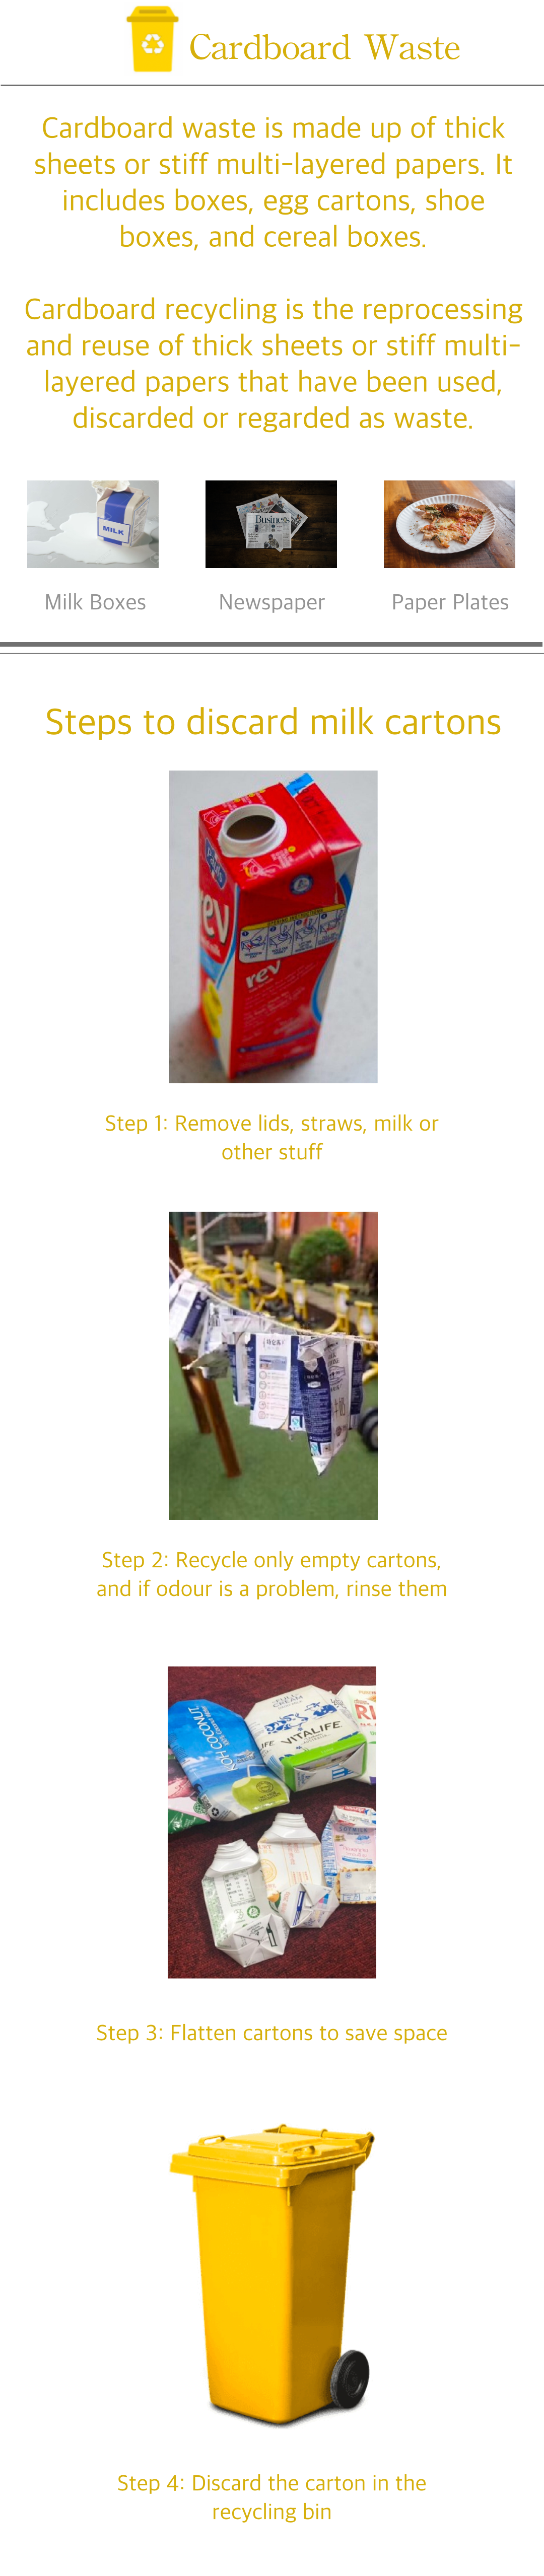 Cardboard Waste
Cardboard waste is made up of thick
sheets or stiff multi-layered papers. It
includes boxes, egg cartons, shoe
boxes, and cereal boxes.
Cardboard recycling is the reprocessing
and reuse of thick sheets or stiff multi-
layered papers that have been used,
discarded or regarded as waste.
MILK
Business
Milk Boxes
Newspaper
Paper Plates
Steps to discard milk cartons
rev
Step 1: Remove lids, straws, milk or
other stuff
Step 2: Recycle only empty cartons,
and if odour is a problem, rinse them
KOH COCONUT
VITALIFE
Step 3: Flatten cartons to save space
Step 4: Discard the carton in the
recycling bin